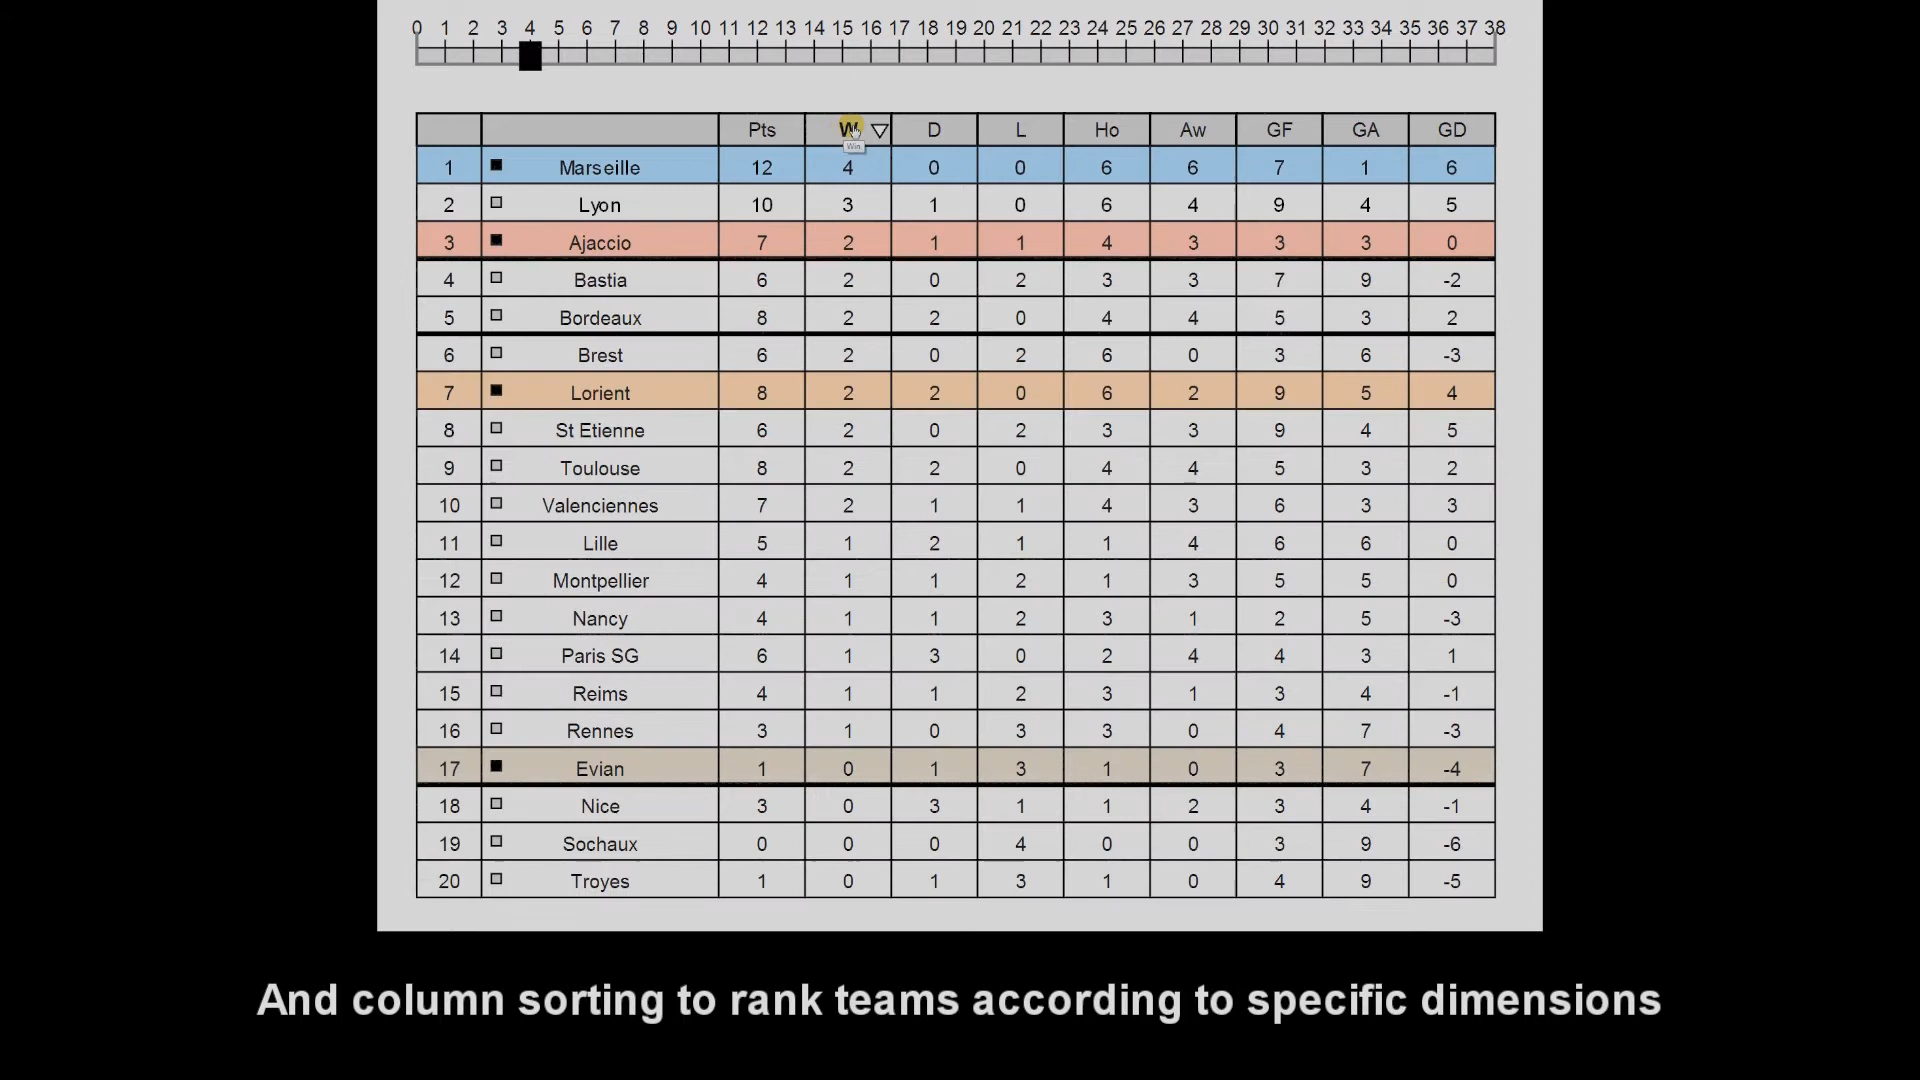 0 1 2 3 4 5 6 7 8 9 10 11 12 13 14 15 16 17 18 19 20 21 22 23 24 25 26 27 28 29 30 31 32 33 34 35 36 37 38
Pts W D L Ho Aw GF GA GD
Win
1 Marseille 12 4 0 0 6 6 7 1 6
2 Lyon 10 3 1 0 6 4 9 4 5
3 Ajaccio 7 2 1 1 4 3 3 3 0
4 Bastia 6 2 0 2 3 3 7 9 -2
5 Bordeaux 8 2 2 0 4 4 5 3 2
6 Brest 6 2 0 2 6 0 3 6 -3
7 Lorient 8 2 2 0 6 2 9 5 4
8 St Etienne 6 2 0 2 3 3 9 4 5
9 Toulouse 8 2 2 0 4 4 5 3 2
10 Valenciennes 7 2 1 1 4 3 6 3 3
11 Lille 5 1 2 1 1 4 6 6 0
12 Montpellier 4 1 1 2 1 3 5 5 0
13 Nancy 4 1 1 2 3 1 2 5 -3
14 Paris SG 6 1 3 0 2 4 4 3 1
15 Reims 4 1 1 2 3 1 3 4 -1
16 Rennes 3 1 0 3 3 0 4 7 -3
17 Evian 1 0 1 3 1 0 3 7 -4
18 Nice 3 0 3 1 1 2 3 4 -1
19 Sochaux 0 0 0 4 0 0 3 9 -6
20 Troyes 1 0 1 3 1 0 4 9 -5
And column sorting to rank teams according to specific dimensions